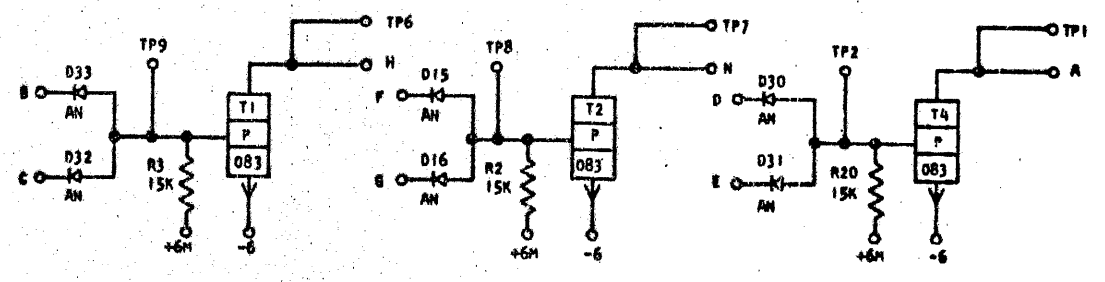 TP6
TP9
H
D33
B
AN
T1
P
083
D32
C
AN
R3
15K
+6M
-6
TP7
TP8
N
D15
F
AN
T2
P
083
D16
G
AN
R2
15K
+6M
-6
TP1
TP2
A
D30
D
AN
T4
P
083
D31
E
AN
R20
15K
+6M
-6